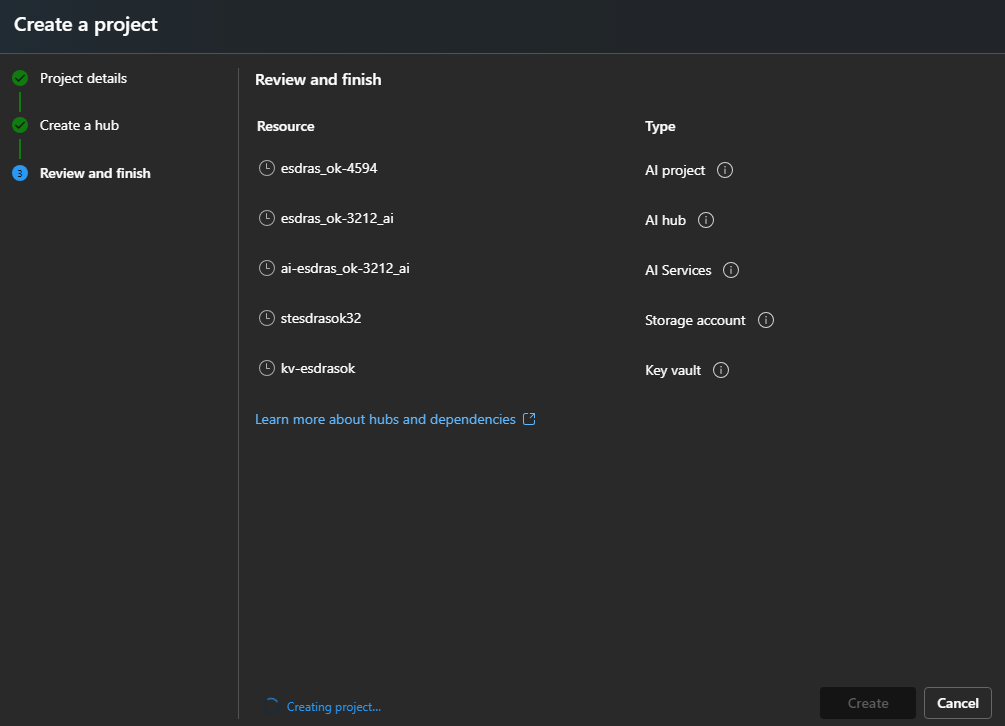 Create a project
Project details
Create a hub
3 Review and finish
Review and finish
Resource Type
esdras_ok-4594 AI project
esdras_ok-3212_ai AI hub
ai-esdras_ok-3212_ai AI Services
stesdrasok32 Storage account
kv-esdrasok Key vault
Learn more about hubs and dependencies
Creating project...
Create Cancel